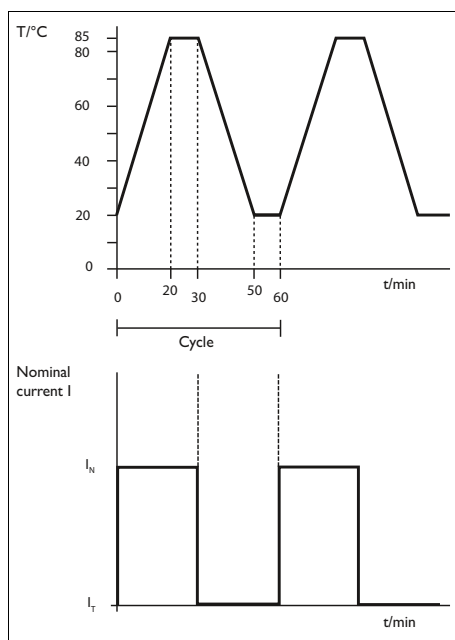 T/°C
85
80
60
40
20
0
0 20 30 50 60
t/min
Cycle
Nominal
current I
I_N
I_T
t/min